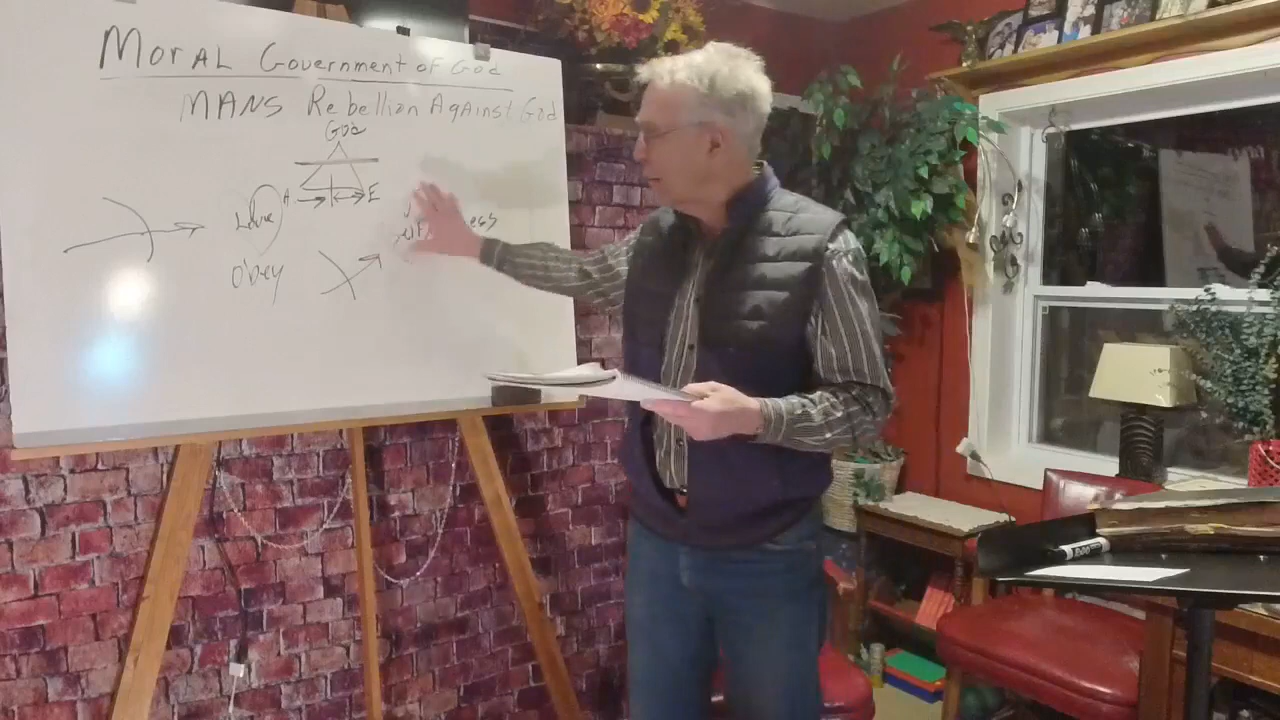 MORAL Government of God
MANS Rebellion Against God
God
A E
Love
obey